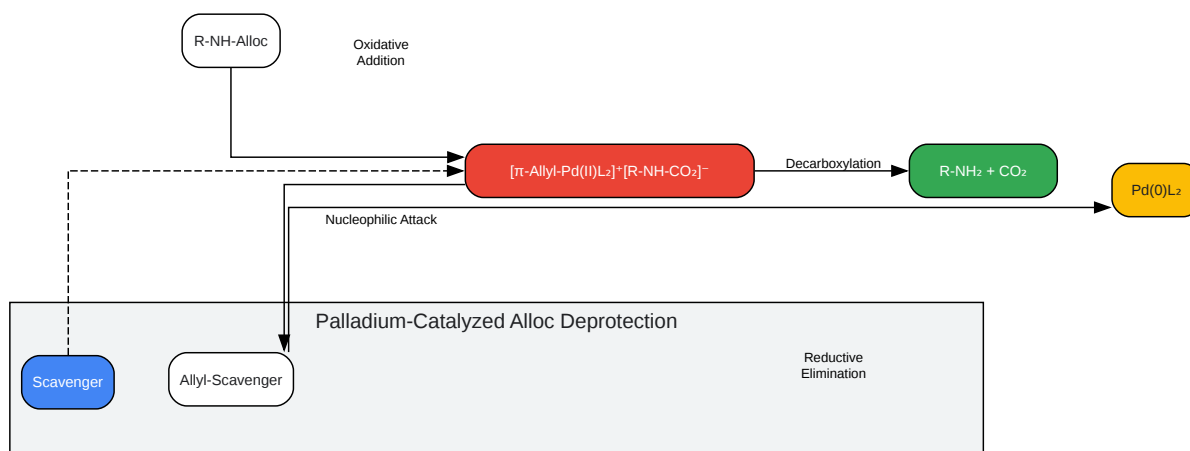 R-NH-Alloc
Oxidative
Addition
[π-Allyl-Pd(II)L₂]⁺[R-NH-CO₂]⁻
Decarboxylation
R-NH₂ + CO₂
Pd(0)L₂
Nucleophilic Attack
Palladium-Catalyzed Alloc Deprotection
Scavenger
Allyl-Scavenger
Reductive
Elimination